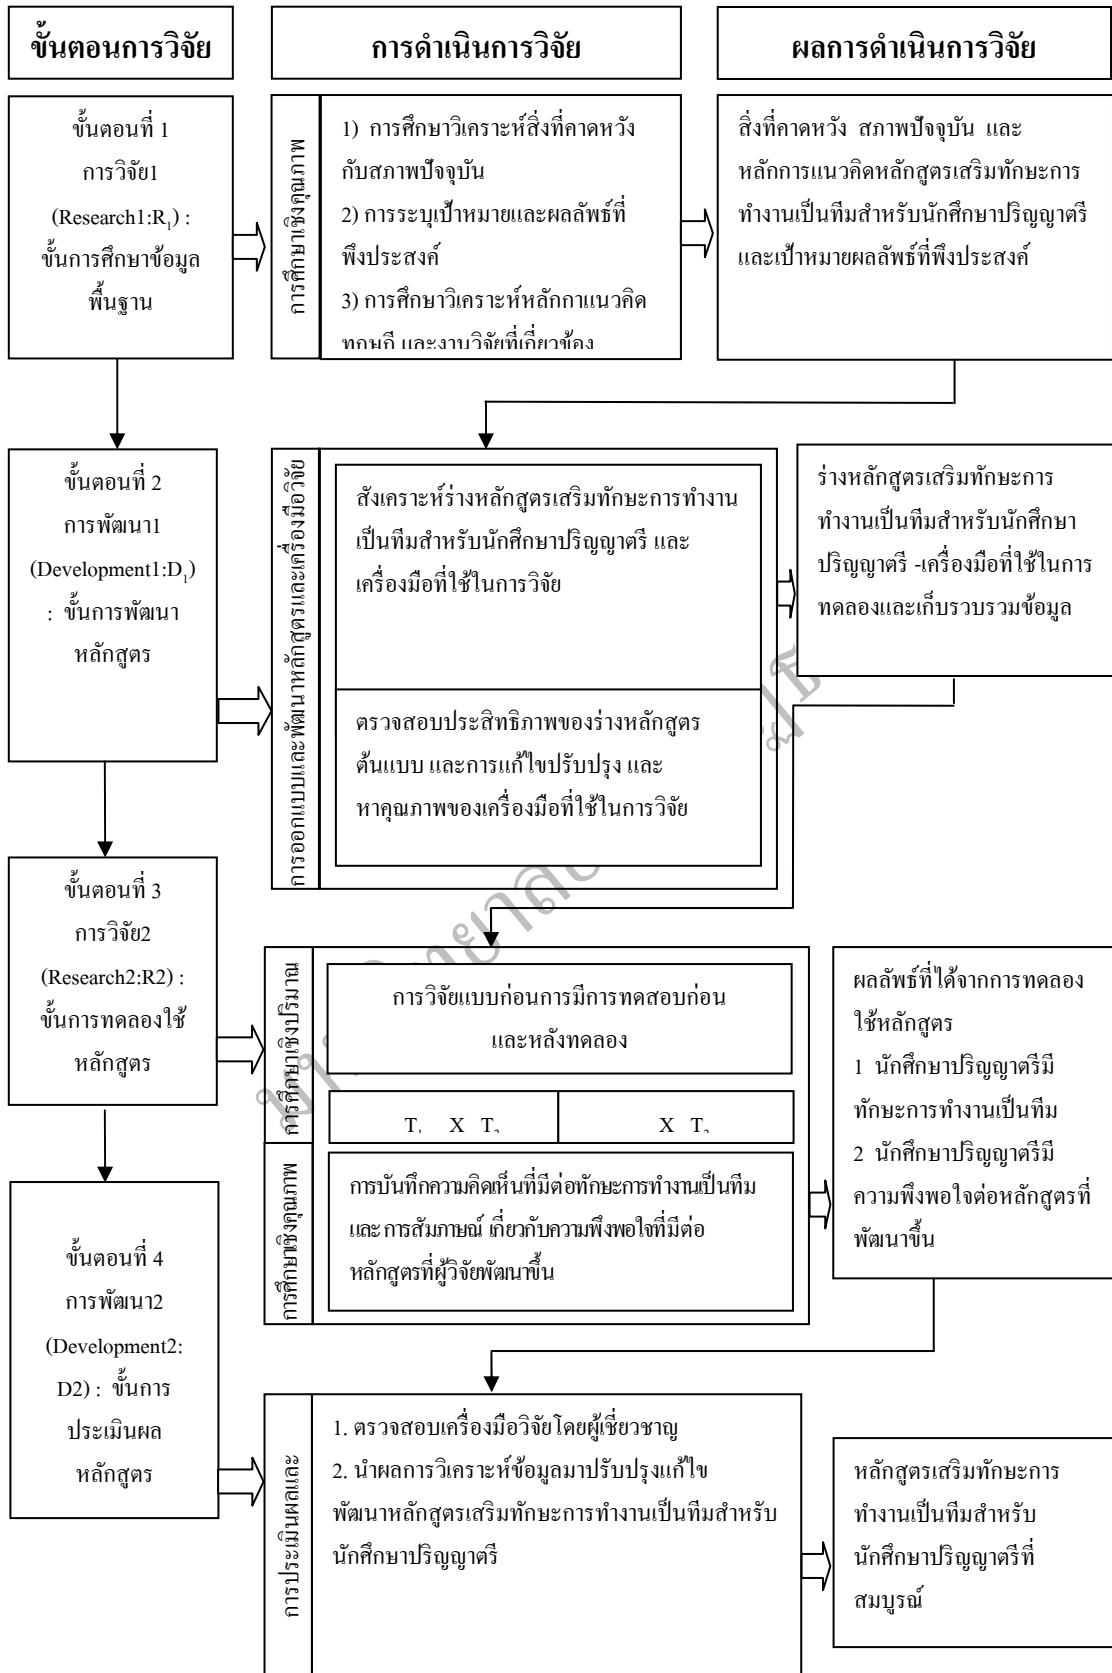 ขั้นตอนการวิจัย
การดำเนินการวิจัย
ผลการดำเนินการวิจัย
ขั้นตอนที่ 1
การวิจัย1
(Research1:R1) :
ขั้นการศึกษาข้อมูล
พื้นฐาน
การศึกษาเชิงคุณภาพ
1) การศึกษาวิเคราะห์สิ่งที่คาดหวัง
กับสภาพปัจจุบัน
2) การระบุเป้าหมายและผลลัพธ์ที่
พึงประสงค์
3) การศึกษาวิเคราะห์หลักกาแนวคิด
ทฤษฎี และงานวิจัยที่เกี่ยวข้อง
สิ่งที่คาดหวัง สภาพปัจจุบัน และ
หลักการแนวคิดหลักสูตรเสริมทักษะการ
ทำงานเป็นทีมสำหรับนักศึกษาปริญญาตรี
และเป้าหมายผลลัพธ์ที่พึงประสงค์
ขั้นตอนที่ 2
การพัฒนา1
(Development1:D1)
: ขั้นการพัฒนา
หลักสูตร
การออกแบบและพัฒนาหลักสูตรและเครื่องมือวิจัย
สังเคราะห์ร่างหลักสูตรเสริมทักษะการทำงาน
เป็นทีมสำหรับนักศึกษาปริญญาตรี และ
เครื่องมือที่ใช้ในการวิจัย
ตรวจสอบประสิทธิภาพของร่างหลักสูตร
ต้นแบบ และการแก้ไขปรับปรุง และ
หาคุณภาพของเครื่องมือที่ใช้ในการวิจัย
ร่างหลักสูตรเสริมทักษะการ
ทำงานเป็นทีมสำหรับนักศึกษา
ปริญญาตรี -เครื่องมือที่ใช้ในการ
ทดลองและเก็บรวบรวมข้อมูล
ขั้นตอนที่ 3
การวิจัย2
(Research2:R2) :
ขั้นการทดลองใช้
หลักสูตร
การศึกษาเชิงปริมาณ
การวิจัยแบบก่อนการมีการทดสอบก่อน
และหลังทดลอง
T1 X T2
X T2
การศึกษาเชิงคุณภาพ
การบันทึกความคิดเห็นที่มีต่อทักษะการทำงานเป็นทีม
และ การสัมภาษณ์ เกี่ยวกับความพึงพอใจที่มีต่อ
หลักสูตรที่ผู้วิจัยพัฒนาขึ้น
ผลลัพธ์ที่ได้จากการทดลอง
ใช้หลักสูตร
1 นักศึกษาปริญญาตรีมี
ทักษะการทำงานเป็นทีม
2 นักศึกษาปริญญาตรีมี
ความพึงพอใจต่อหลักสูตรที่
พัฒนาขึ้น
ขั้นตอนที่ 4
การพัฒนา2
(Development2:
D2) : ขั้นการ
ประเมินผล
หลักสูตร
การประเมินผลและ
1. ตรวจสอบเครื่องมือวิจัยโดยผู้เชี่ยวชาญ
2. นำผลการวิเคราะห์ข้อมูลมาปรับปรุงแก้ไข
พัฒนาหลักสูตรเสริมทักษะการทำงานเป็นทีมสำหรับ
นักศึกษาปริญญาตรี
หลักสูตรเสริมทักษะการ
ทำงานเป็นทีมสำหรับ
นักศึกษาปริญญาตรีที่
สมบูรณ์